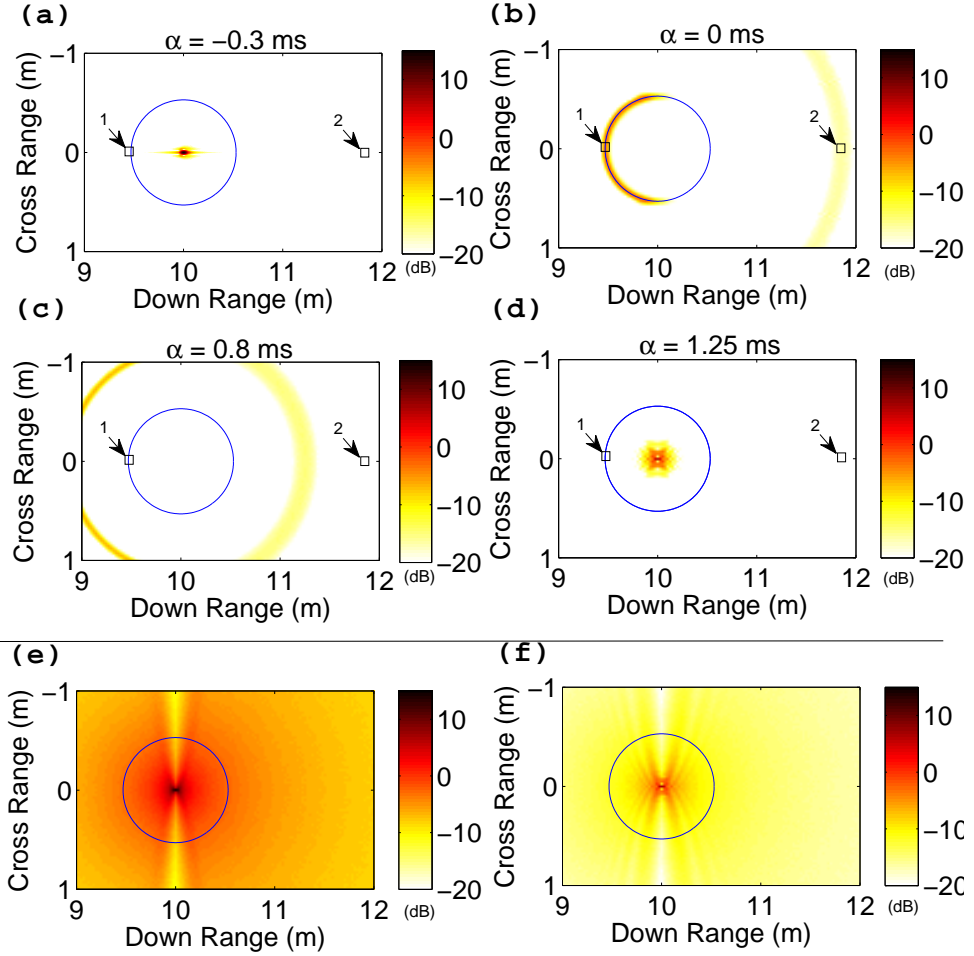 (a)
α = −0.3 ms
Cross Range (m)
−1
0
1
9 10 11 12
Down Range (m)
1
2
10
0
−10
−20
(dB)
(b)
α = 0 ms
Cross Range (m)
−1
0
1
9 10 11 12
Down Range (m)
1
2
10
0
−10
−20
(dB)
(c)
α = 0.8 ms
Cross Range (m)
−1
0
1
9 10 11 12
Down Range (m)
1
2
10
0
−10
−20
(dB)
(d)
α = 1.25 ms
Cross Range (m)
−1
0
1
9 10 11 12
Down Range (m)
1
2
10
0
−10
−20
(dB)
(e)
Cross Range (m)
−1
0
1
9 10 11 12
Down Range (m)
10
0
−10
−20
(dB)
(f)
Cross Range (m)
−1
0
1
9 10 11 12
Down Range (m)
10
0
−10
−20
(dB)